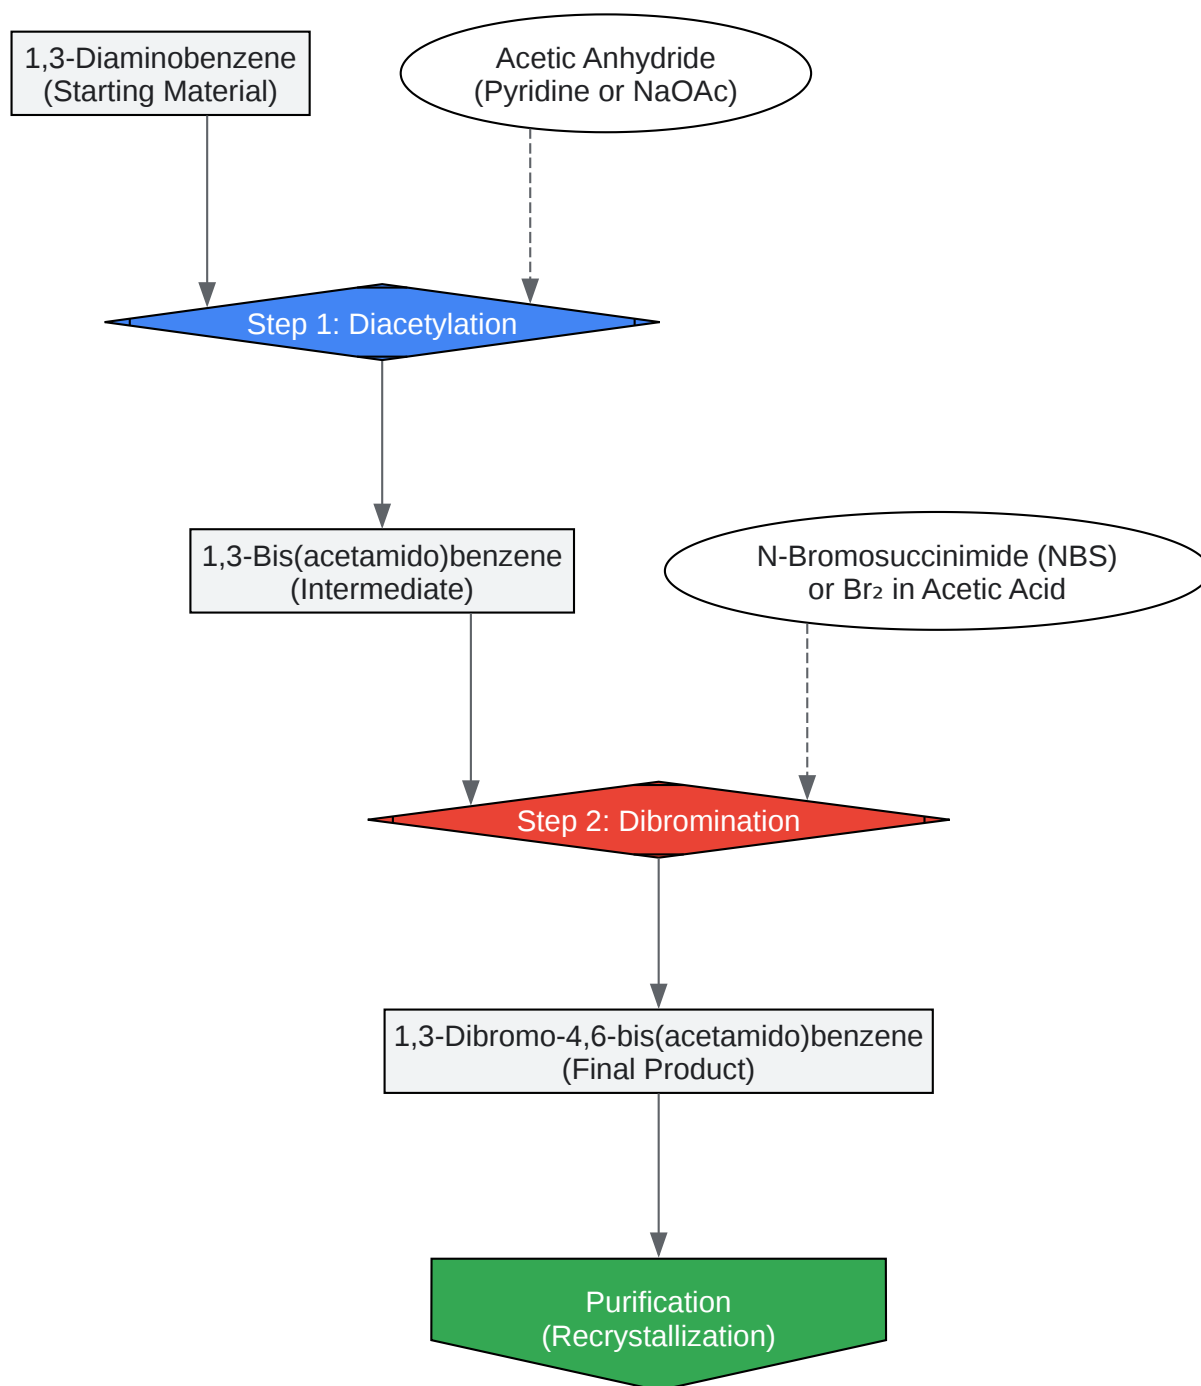 1,3-Diaminobenzene
(Starting Material)
Acetic Anhydride
(Pyridine or NaOAc)
Step 1: Diacetylation
1,3-Bis(acetamido)benzene
(Intermediate)
N-Bromosuccinimide (NBS)
or Br₂ in Acetic Acid
Step 2: Dibromination
1,3-Dibromo-4,6-bis(acetamido)benzene
(Final Product)
Purification
(Recrystallization)